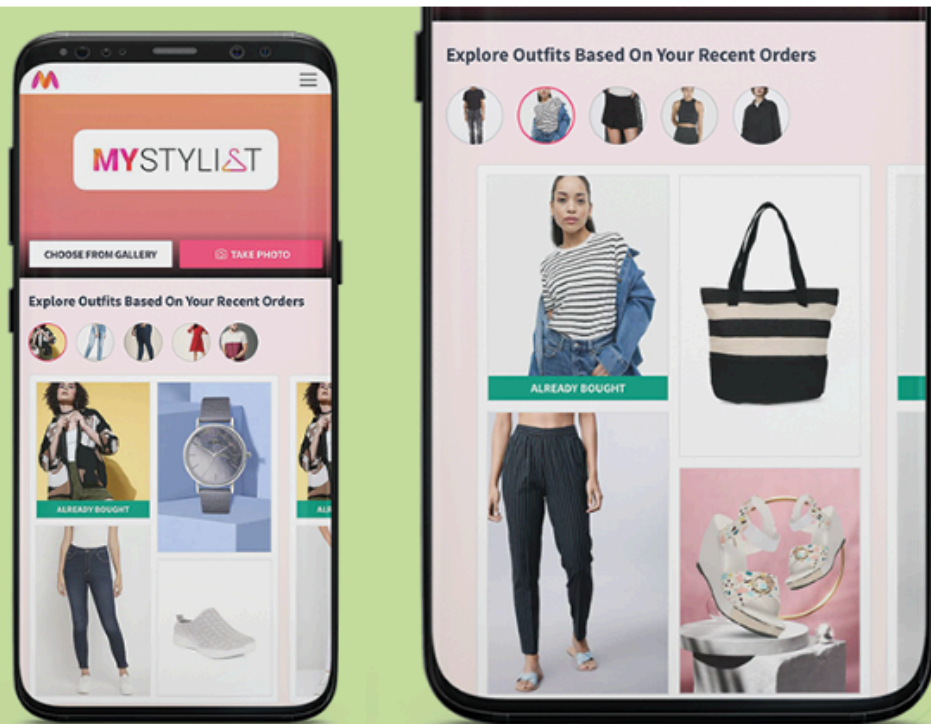 MYSTYLIST
CHOOSE FROM GALLERY
TAKE PHOTO
Explore Outfits Based On Your Recent Orders
ALREADY BOUGHT
Explore Outfits Based On Your Recent Orders
ALREADY BOUGHT